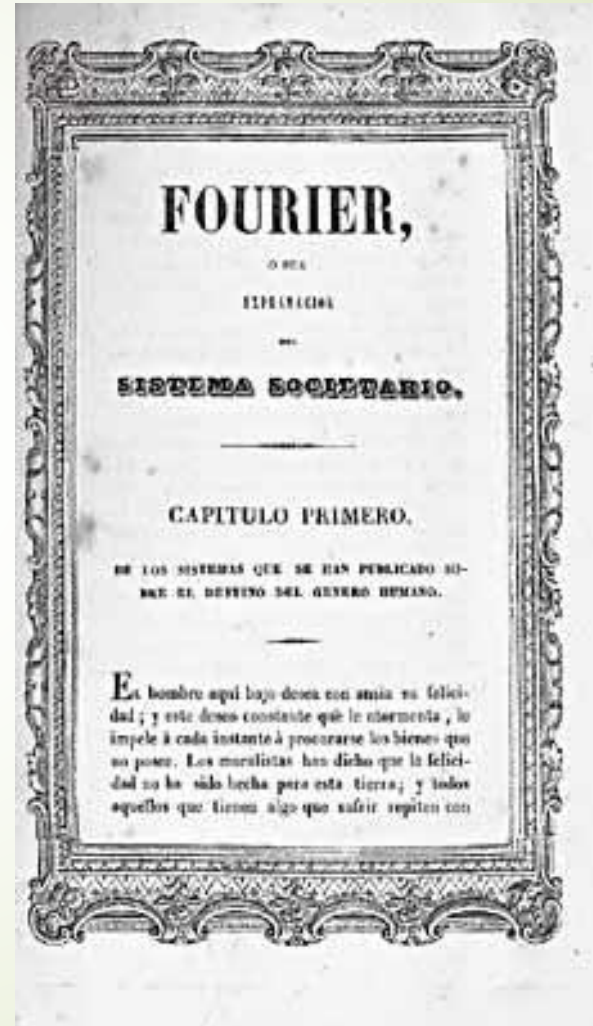 FOURIER,
Ó SEA
ESPLANACION
DEL
SISTEMA SOCIETARIO.
CAPITULO PRIMERO.
DE LOS SISTEMAS QUE SE HAN PUBLICADO SO-
BRE EL DESTINO DEL GENERO HUMANO.
EL hombre aqui bajo desea con ansia su felici-
dad ; y este deseo constante que le atormenta , le
impele á cada instante á procurarse los bienes que
no posee. Los moralistas han dicho que la felici-
dad no ha sido hecha para esta tierra; y todos
aquellos que tienen algo que sufrir repiten con